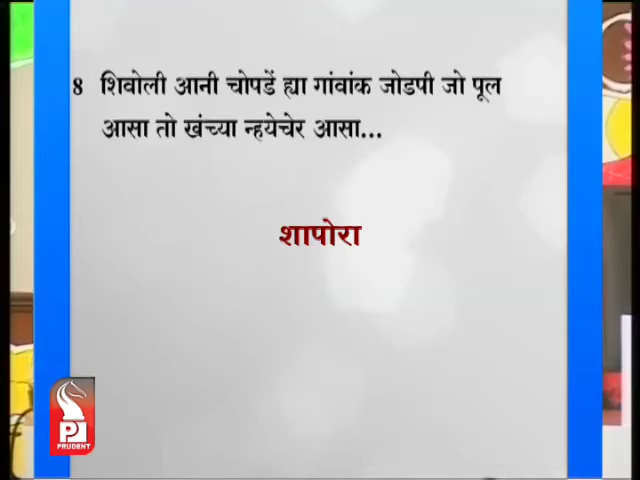 8 शिवोली आनी चोपडें ह्या गांवांक जोडपी जो पूल
आसा तो खंच्या न्हयेचेर आसा...
शापोरा
PRUDENT